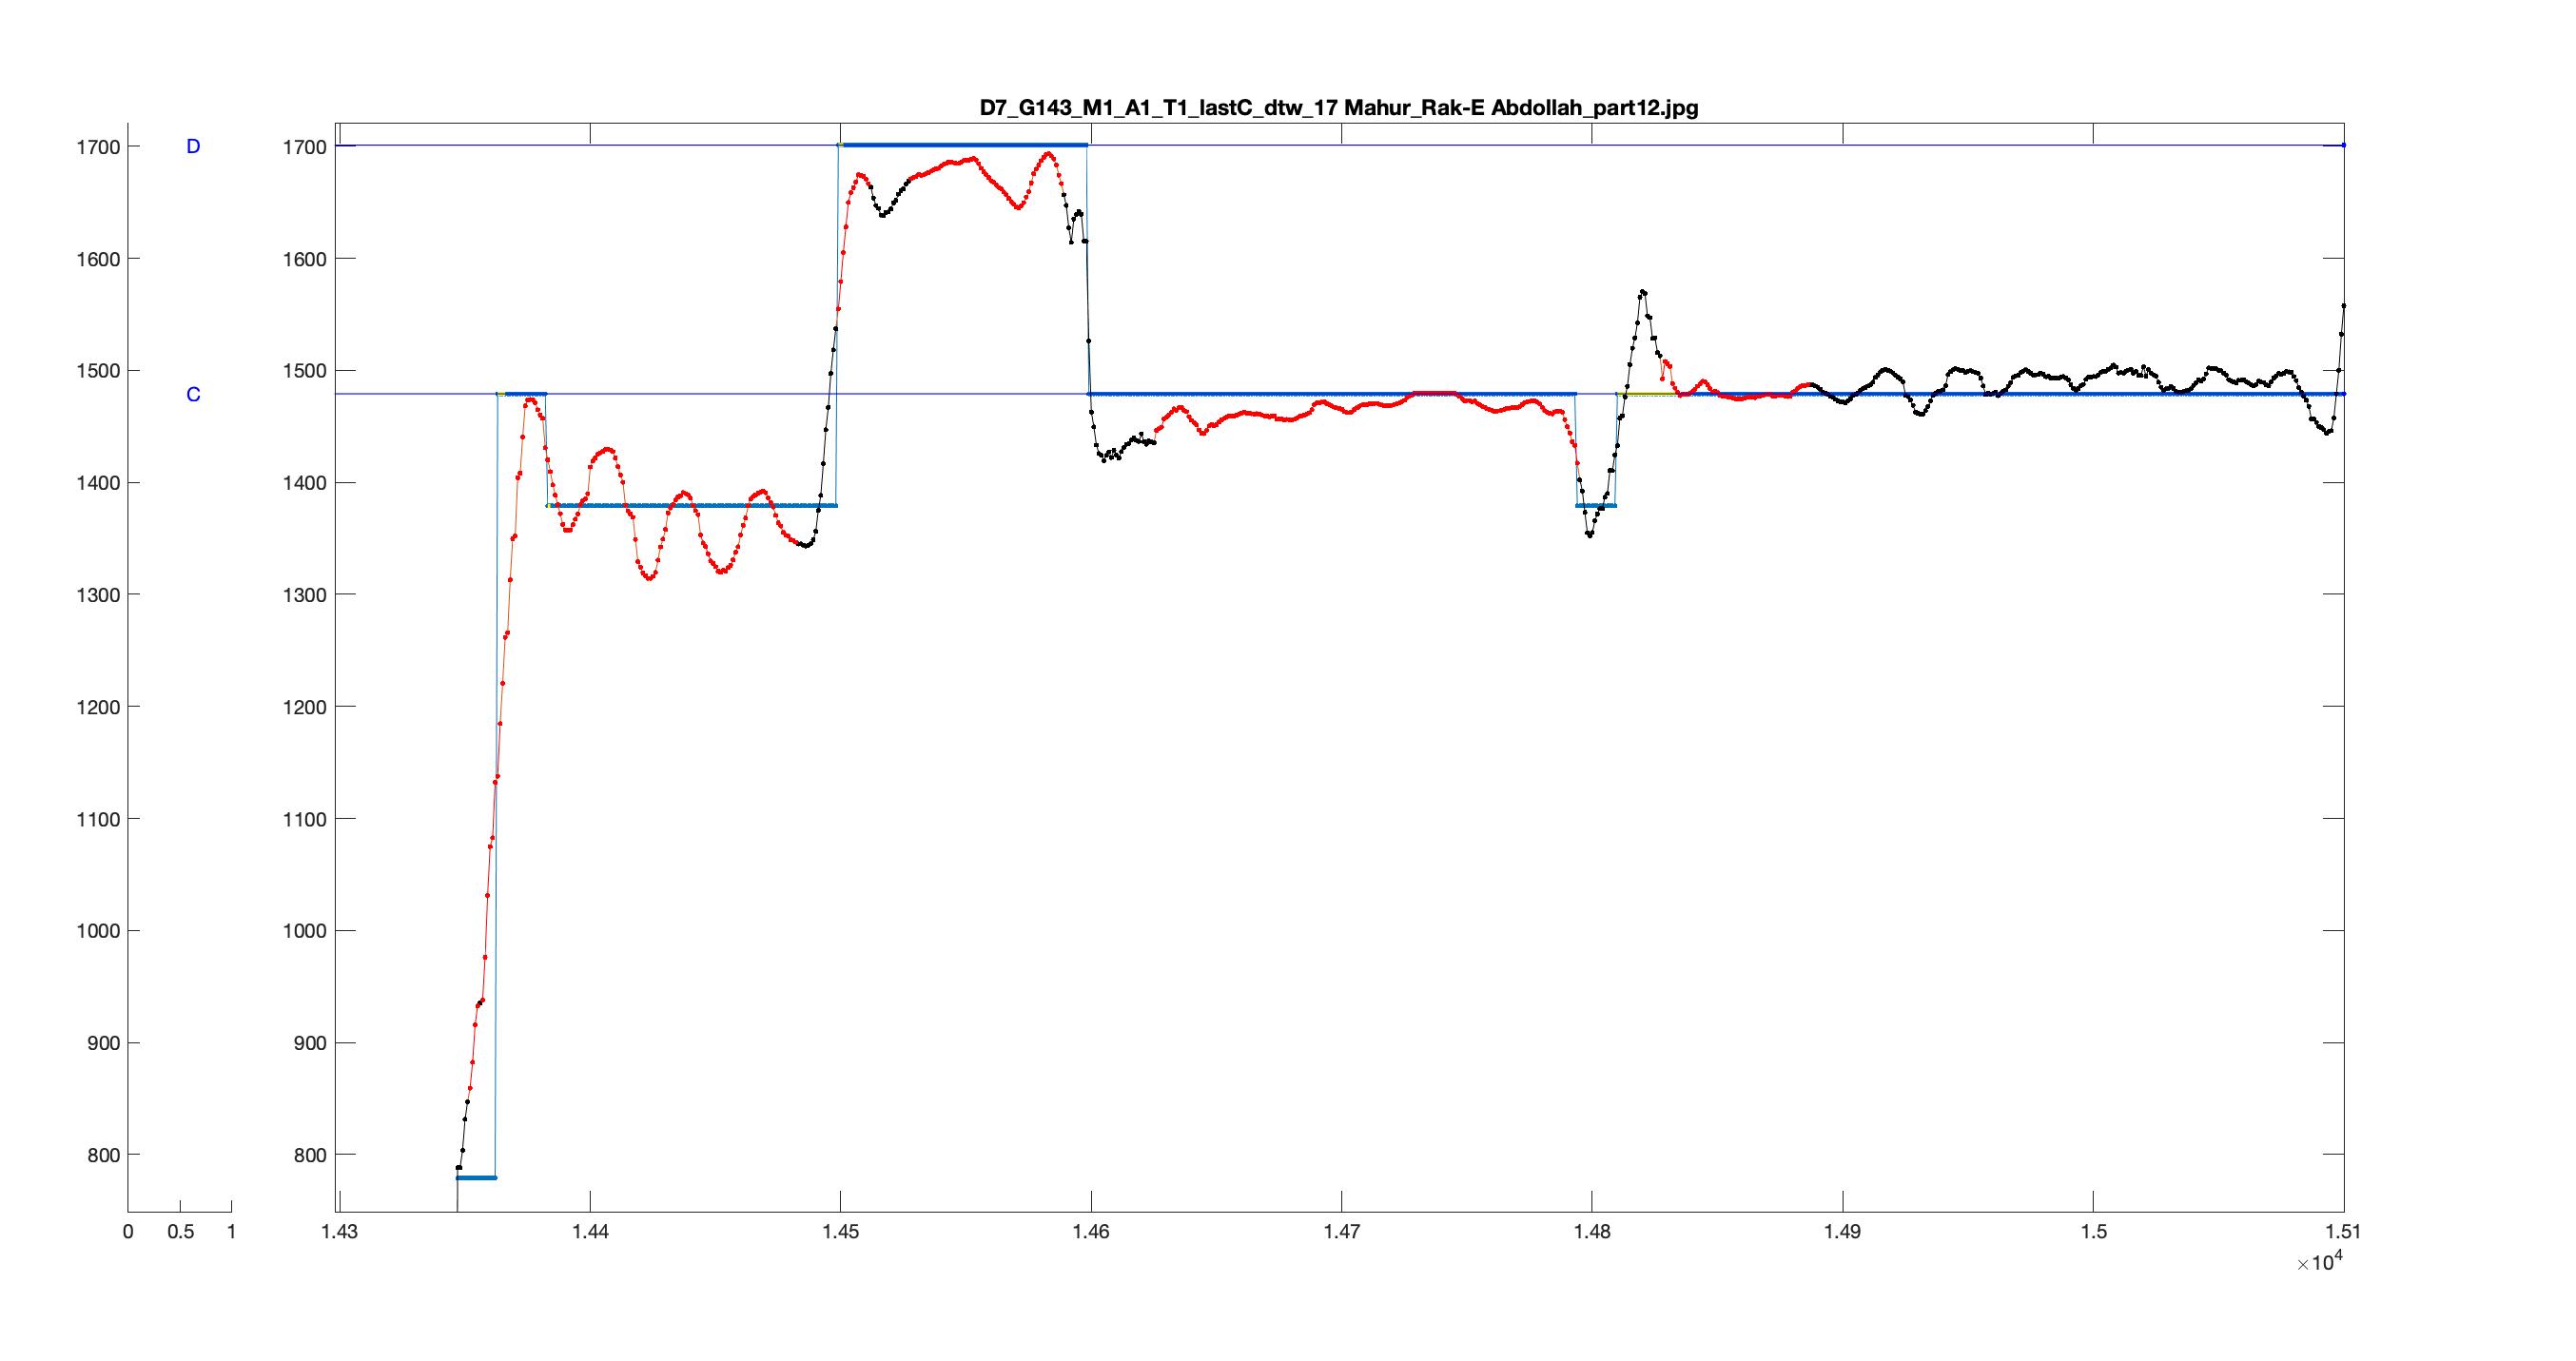 D7_G143_M1_A1_T1_lastC_dtw_17 Mahur_Rak-E Abdollah_part12.jpg
1700 D 1700
1600 1600
1500 1500
C
1400 1400
1300 1300
1200 1200
1100 1100
1000 1000
900 900
800 800
0 0.5 1 1.43 1.44 1.45 1.46 1.47 1.48 1.49 1.5 1.51
×10^4